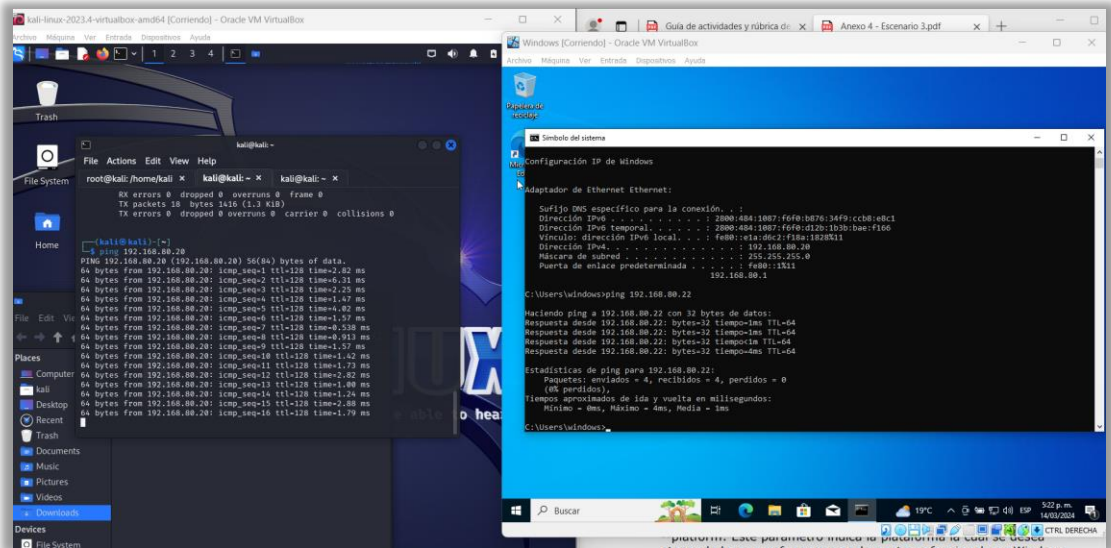 kali-linux-2023.4-virtualbox-amd64 [Corriendo] - Oracle VM VirtualBox
Archivo Máquina Ver Entrada Dispositivos Ayuda
1 2 3 4
Trash
File System
Home
kali@kali: ~
File Actions Edit View Help
root@kali: /home/kali × kali@kali: ~ × kali@kali: ~ ×
RX errors 0 dropped 0 overruns 0 frame 0
TX packets 18 bytes 1416 (1.3 KiB)
TX errors 0 dropped 0 overruns 0 carrier 0 collisions 0
(kali㉿kali)-[~]
$ ping 192.168.80.20
PING 192.168.80.20 (192.168.80.20) 56(84) bytes of data.
64 bytes from 192.168.80.20: icmp_seq=1 ttl=128 time=2.82 ms
64 bytes from 192.168.80.20: icmp_seq=2 ttl=128 time=6.31 ms
64 bytes from 192.168.80.20: icmp_seq=3 ttl=128 time=2.25 ms
64 bytes from 192.168.80.20: icmp_seq=4 ttl=128 time=1.47 ms
64 bytes from 192.168.80.20: icmp_seq=5 ttl=128 time=4.02 ms
64 bytes from 192.168.80.20: icmp_seq=6 ttl=128 time=1.57 ms
64 bytes from 192.168.80.20: icmp_seq=7 ttl=128 time=0.538 ms
64 bytes from 192.168.80.20: icmp_seq=8 ttl=128 time=0.913 ms
64 bytes from 192.168.80.20: icmp_seq=9 ttl=128 time=1.57 ms
64 bytes from 192.168.80.20: icmp_seq=10 ttl=128 time=1.42 ms
64 bytes from 192.168.80.20: icmp_seq=11 ttl=128 time=1.73 ms
64 bytes from 192.168.80.20: icmp_seq=12 ttl=128 time=2.82 ms
64 bytes from 192.168.80.20: icmp_seq=13 ttl=128 time=1.00 ms
64 bytes from 192.168.80.20: icmp_seq=14 ttl=128 time=1.24 ms
64 bytes from 192.168.80.20: icmp_seq=15 ttl=128 time=2.88 ms
64 bytes from 192.168.80.20: icmp_seq=16 ttl=128 time=1.79 ms
File Edit Vie
Places
Computer
kali
Desktop
Recent
Trash
Documents
Music
Pictures
Videos
Downloads
Devices
File System
o hea
Guía de actividades y rúbrica de ×
Anexo 4 - Escenario 3.pdf ×
Windows [Corriendo] - Oracle VM VirtualBox
Archivo Máquina Ver Entrada Dispositivos Ayuda
Papelera de reciclaje
Símbolo del sistema
Configuración IP de Windows
Adaptador de Ethernet Ethernet:
Sufijo DNS específico para la conexión. . :
Dirección IPv6 . . . . . . . . . . : 2800:484:1087:f6f0:b876:34f9:ccb8:e8c1
Dirección IPv6 temporal. . . . . . : 2800:484:1087:f6f0:d12b:1b3b:bae:f166
Vínculo: dirección IPv6 local. . . : fe80::e1a:d6c2:f18a:1828%11
Dirección IPv4. . . . . . . . . . . . . . : 192.168.80.20
Máscara de subred . . . . . . . . . . . . : 255.255.255.0
Puerta de enlace predeterminada . . . . . : fe80::1%11
192.168.80.1
C:\Users\windows>ping 192.168.80.22
Haciendo ping a 192.168.80.22 con 32 bytes de datos:
Respuesta desde 192.168.80.22: bytes=32 tiempo=1ms TTL=64
Respuesta desde 192.168.80.22: bytes=32 tiempo=1ms TTL=64
Respuesta desde 192.168.80.22: bytes=32 tiempo<1m TTL=64
Respuesta desde 192.168.80.22: bytes=32 tiempo=4ms TTL=64
Estadísticas de ping para 192.168.80.22:
Paquetes: enviados = 4, recibidos = 4, perdidos = 0
(0% perdidos),
Tiempos aproximados de ida y vuelta en milisegundos:
Mínimo = 0ms, Máximo = 4ms, Media = 1ms
C:\Users\windows>
Buscar
19°C
ESP
5:22 p. m.
14/03/2024
CTRL DERECHA
platform: Este parámetro indica la plataforma la cual se desea